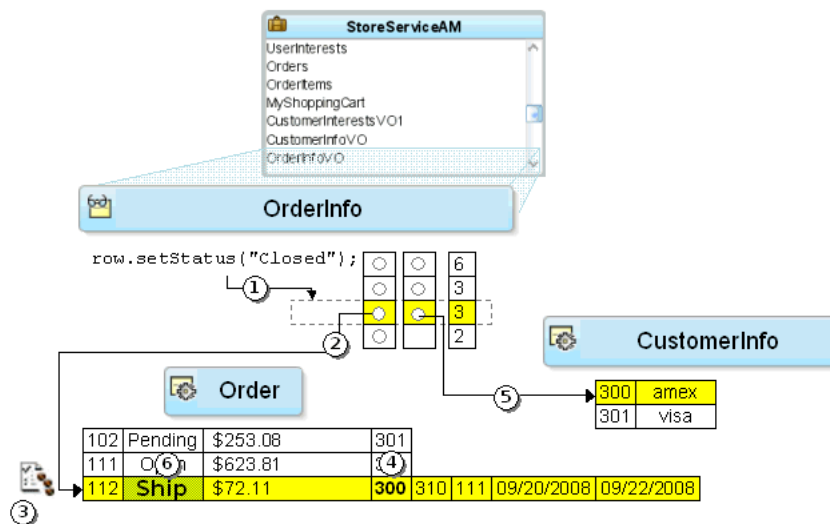 StoreServiceAM
UserInterests
Orders
OrderItems
MyShoppingCart
CustomerInterestsVO1
CustomerInfoVO
OrderInfoVO
OrderInfo
row.setStatus("Closed");
6
1
3
3
2
2
CustomerInfo
5
300 amex
301 visa
Order
102 Pending $253.08 301
111 6 $623.81 4
112 Ship $72.11 300 310 111 09/20/2008 09/22/2008
3